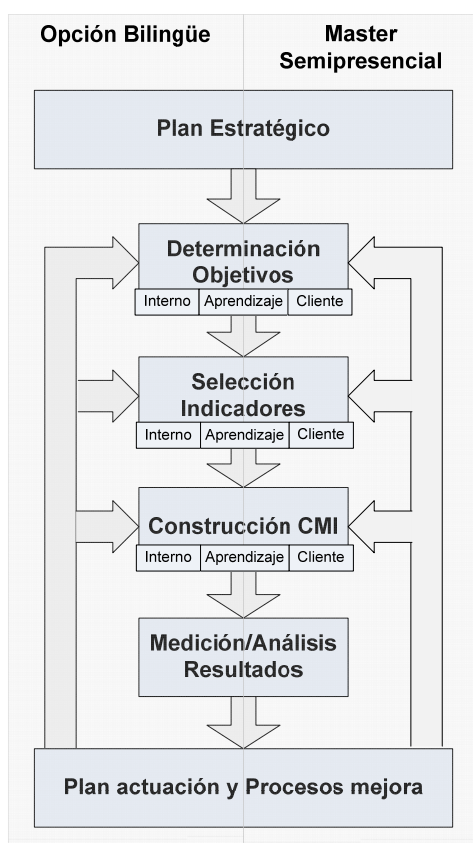 Opción Bilingüe
Master
Semipresencial
Plan Estratégico
Determinación
Objetivos
Interno Aprendizaje Cliente
Selección
Indicadores
Interno Aprendizaje Cliente
Construcción CMI
Interno Aprendizaje Cliente
Medición/Análisis
Resultados
Plan actuación y Procesos mejora